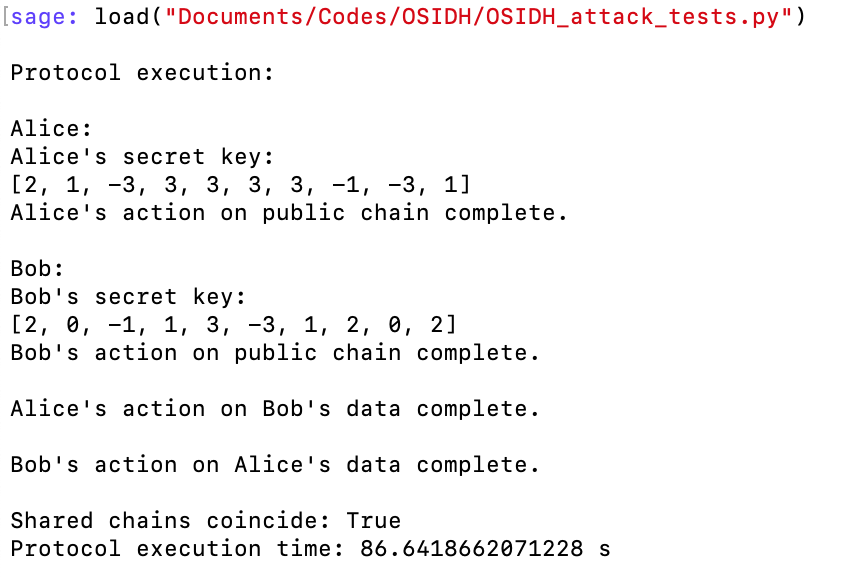 [sage: load("Documents/Codes/OSIDH/OSIDH_attack_tests.py")
Protocol execution:
Alice:
Alice's secret key:
[2, 1, −3, 3, 3, 3, 3, −1, −3, 1]
Alice's action on public chain complete.
Bob:
Bob's secret key:
[2, 0, −1, 1, 3, −3, 1, 2, 0, 2]
Bob's action on public chain complete.
Alice's action on Bob's data complete.
Bob's action on Alice's data complete.
Shared chains coincide: True
Protocol execution time: 86.6418662071228 s